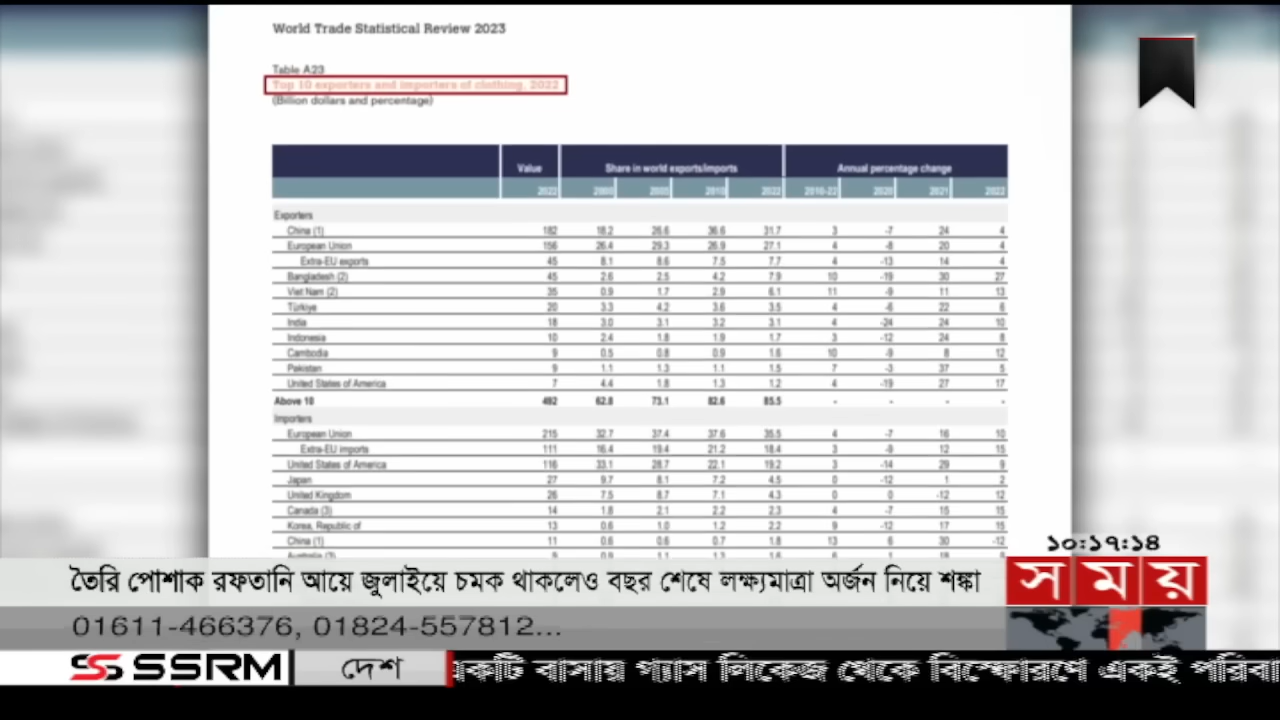 World Trade Statistical Review 2023
Table A23
Top 10 exporters and importers of clothing, 2022
(Billion dollars and percentage)
Value Share in world exports/imports Annual percentage change
2022 2000 2005 2010 2022 2010-22 2020 2021 2022
Exporters
China (1) 182 18.2 26.6 36.6 31.7 3 -7 24 4
European Union 156 26.4 29.3 26.9 27.1 4 -8 20 4
Extra-EU exports 45 8.1 8.6 7.5 7.7 4 -13 14 4
Bangladesh (2) 45 2.6 2.5 4.2 7.9 10 -19 30 27
Viet Nam (2) 35 0.9 1.7 2.9 6.1 11 -9 11 13
Türkiye 20 3.3 4.2 3.6 3.5 4 -6 22 6
India 18 3.0 3.1 3.2 3.1 4 -24 24 10
Indonesia 10 2.4 1.8 1.9 1.7 3 -12 24 8
Cambodia 9 0.5 0.8 0.9 1.6 10 -9 8 12
Pakistan 9 1.1 1.3 1.1 1.5 7 -3 37 5
United States of America 7 4.4 1.8 1.3 1.2 4 -19 27 17
Above 10 492 62.8 73.1 82.6 85.5 - - - -
Importers
European Union 215 32.7 37.4 37.6 35.5 4 -7 16 10
Extra-EU imports 111 16.4 19.4 21.2 18.4 3 -9 12 15
United States of America 116 33.1 28.7 22.1 19.2 3 -14 29 9
Japan 27 9.7 8.1 7.2 4.5 0 -12 1 2
United Kingdom 26 7.5 8.7 7.1 4.3 0 0 -12 12
Canada (3) 14 1.8 2.1 2.2 2.3 4 -7 15 15
Korea, Republic of 13 0.6 1.0 1.2 2.2 9 -12 17 15
China (1) 11 0.6 0.6 0.7 1.8 13 6 30 -12
Australia (3)
১০:১৭:১৪
তৈরি পোশাক রফতানি আয়ে জুলাইয়ে চমক থাকলেও বছর শেষে লক্ষ্যমাত্রা অর্জন নিয়ে শঙ্কা
সময়
01611-466376, 01824-557812...
SSRM দেশ একটি বাসার গ্যাস লিকেজ থেকে বিস্ফোরণে একই পরিবা